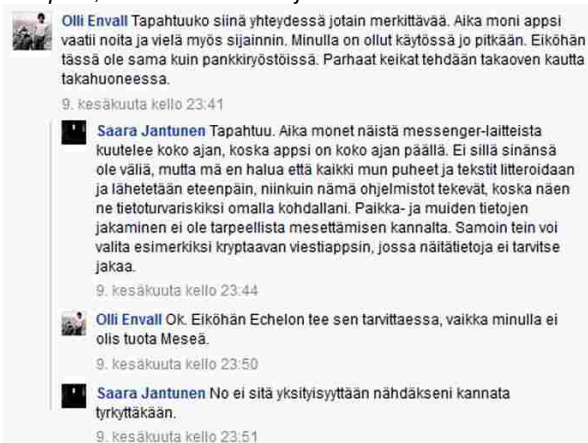 Olli Envall Tapahtuuko siinä yhteydessä jotain merkittävää. Aika moni appsi
vaatii noita ja vielä myös sijainnin. Minulla on ollut käytössä jo pitkään. Eiköhän
tässä ole sama kuin pankkiryöstöissä. Parhaat keikat tehdään takaoven kautta
takahuoneessa.
9. kesäkuuta kello 23:41
Saara Jantunen Tapahtuu. Aika monet näistä messenger-laitteista
kuutelee koko ajan, koska appsi on koko ajan päällä. Ei sillä sinänsä
ole väliä, mutta mä en halua että kaikki mun puheet ja tekstit litteroidaan
ja lähetetään eteenpäin, niinkuin nämä ohjelmistot tekevät, koska näen
ne tietoturvariskiksi omalla kohdallani. Paikka- ja muiden tietojen
jakaminen ei ole tarpeellista mesettämisen kannalta. Samoin tein voi
valita esimerkiksi kryptaavan viestiappsin, jossa näitätietoja ei tarvitse
jakaa.
9. kesäkuuta kello 23:44
Olli Envall Ok. Eiköhän Echelon tee sen tarvittaessa, vaikka minulla ei
olis tuota Meseä.
9. kesäkuuta kello 23:50
Saara Jantunen No ei sitä yksityisyyttään nähdäkseni kannata
tyrkyttäkään.
9. kesäkuuta kello 23:51